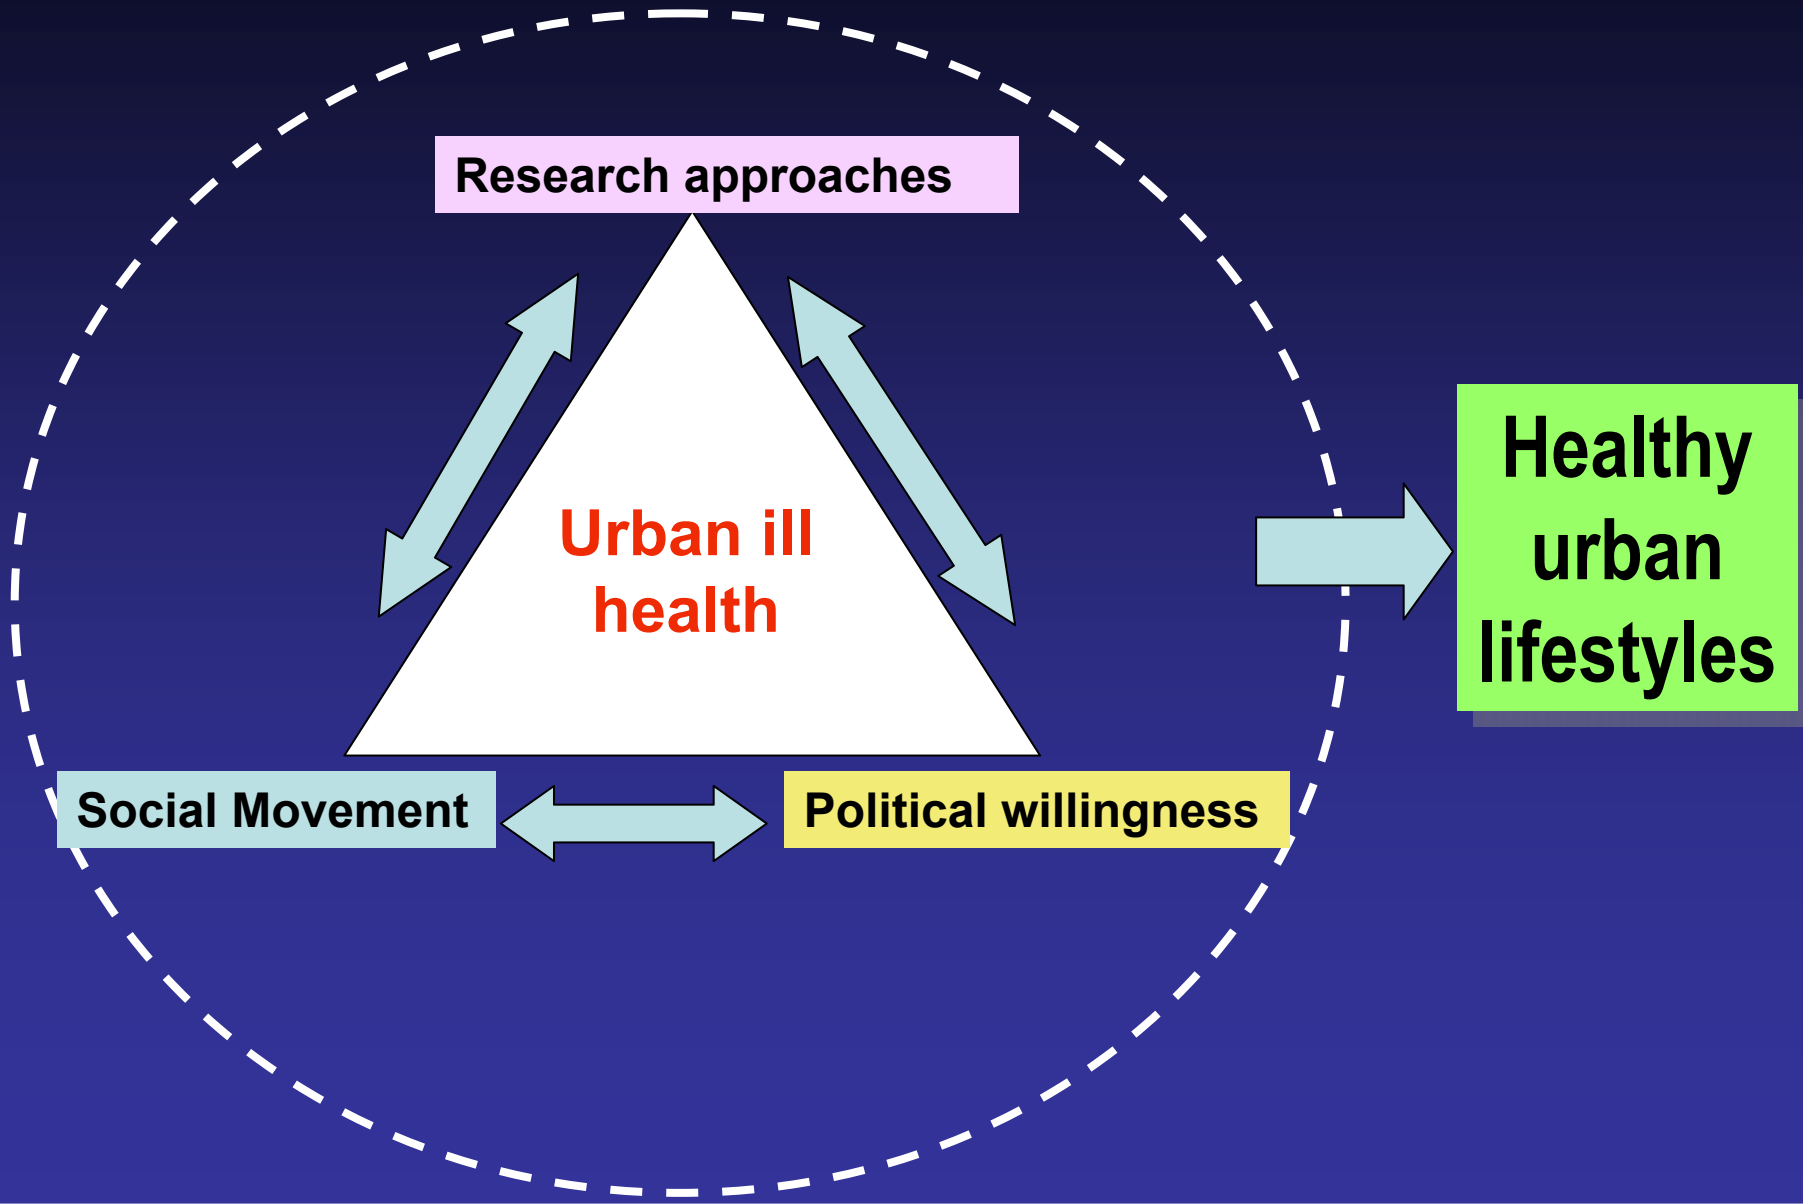 Research approaches
Urban ill
health
Healthy
urban
lifestyles
Social Movement
Political willingness